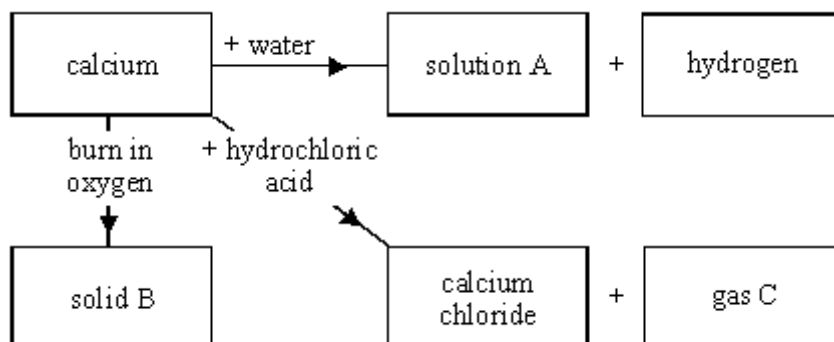 + water
calcium
solution A
+
hydrogen
burn in
oxygen
+ hydrochloric
acid
solid B
calcium
chloride
+
gas C